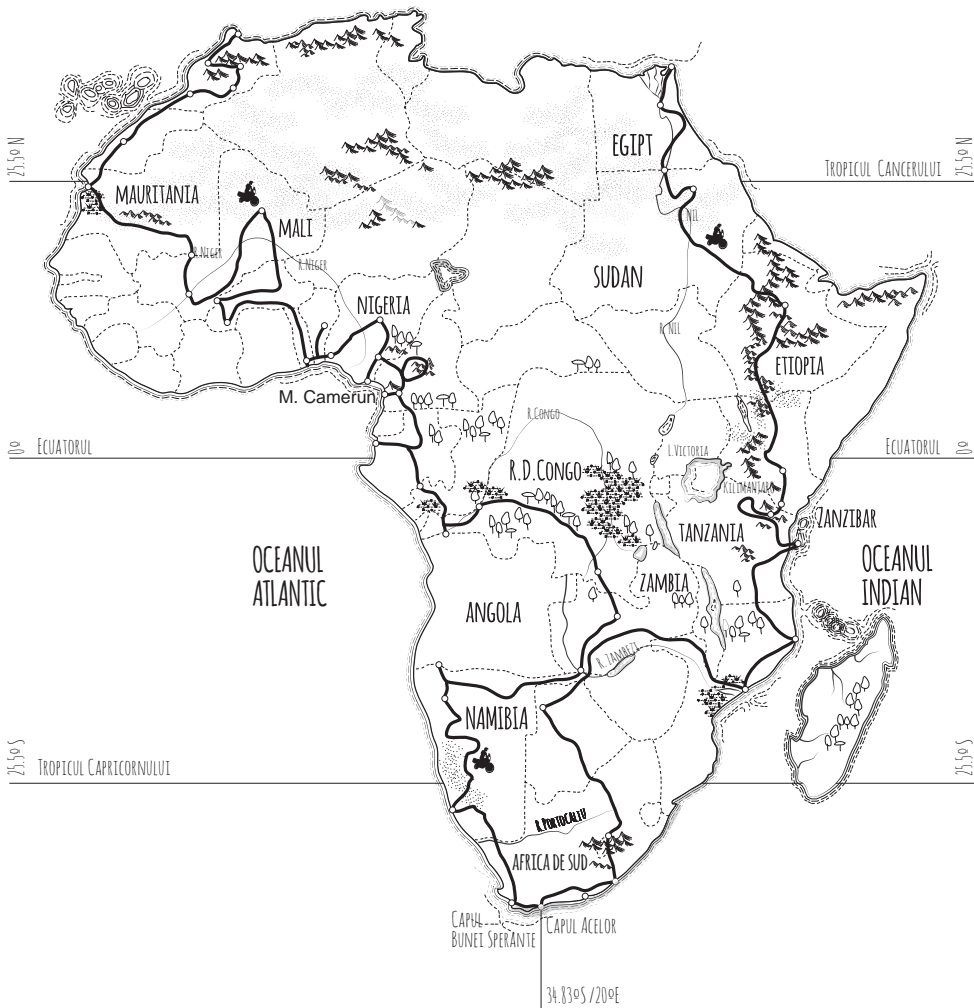 25.5º N
25.5º N
EGIPT
TROPICUL CANCERULUI
MAURITANIA
NIL
MALI
R.NIGER
R.NIGER
SUDAN
NIGERIA
R. NIL
ETIOPIA
M. Camerun
R.CONGO
0º
ECUATORUL
ECUATORUL
0º
L.VICTORIA
R.D.CONGO
KILIMANJARO
ZANZIBAR
TANZANIA
OCEANUL
ATLANTIC
OCEANUL
INDIAN
ZAMBIA
ANGOLA
R. ZAMBEZI
NAMIBIA
25.5º S
25.5º S
TROPICUL CAPRICORNULUI
R.PORTOCALIU
AFRICA DE SUD
CAPUL
BUNEI SPERANTE
CAPUL ACELOR
34.83ºS /20ºE